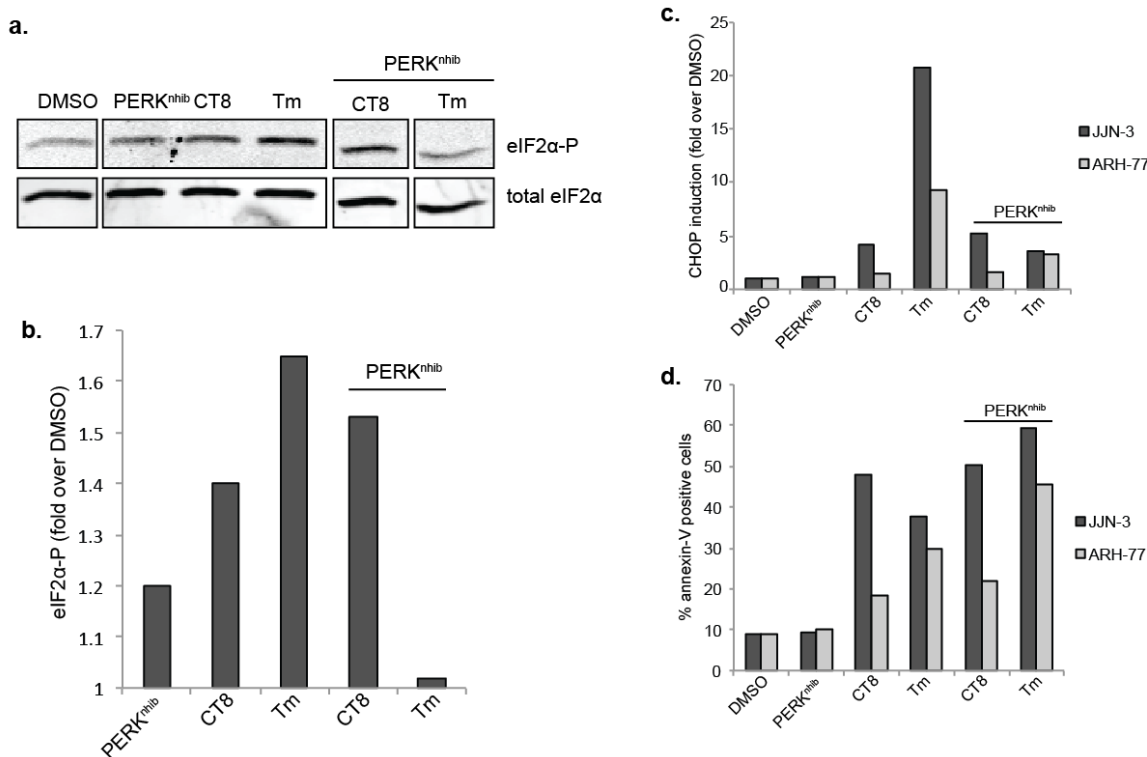 a.
PERKnhib
DMSO PERKnhib CT8 Tm CT8 Tm
eIF2α-P
total eIF2α
b.
eIF2α-P (fold over DMSO)
1.7
1.6
1.5
1.4
1.3
1.2
1.1
1
PERKnhib
PERKnhib CT8 Tm CT8 Tm
c.
CHOP induction (fold over DMSO)
25
20
15
10
5
0
JJN-3
ARH-77
PERKnhib
DMSO PERKnhib CT8 Tm CT8 Tm
d.
% annexin-V positive cells
70
60
50
40
30
20
10
0
PERKnhib
JJN-3
ARH-77
DMSO PERKnhib CT8 Tm CT8 Tm